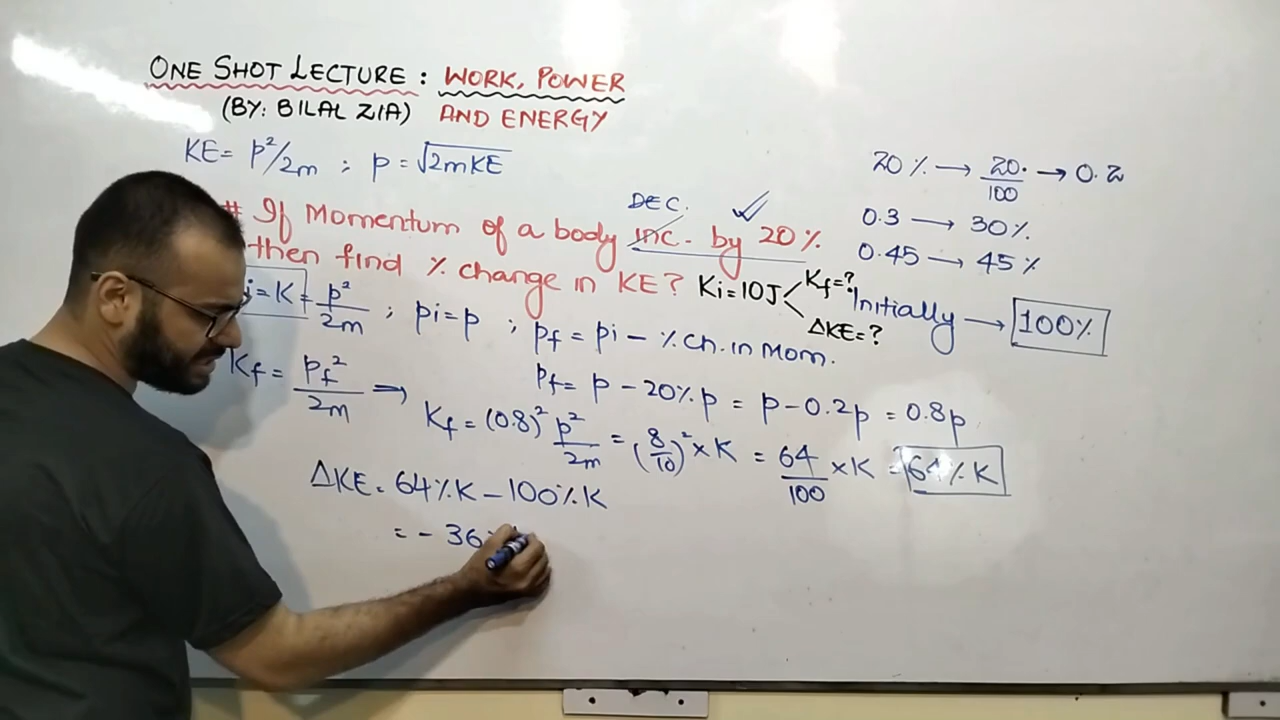 ONE SHOT LECTURE : WORK, POWER
(BY: BILAL ZIA) AND ENERGY
KE = p²/2m ; p = √2mKE
20 % → 20/100 → 0.2
0.3 → 30 %
0.45 → 45 %
DEC.
# If Momentum of a body inc. by 20 %
then find % change in KE? Ki = 10J Kf = ?
ΔKE = ?
Initially → 100%
= K = p²/2m ; pi = p ; pf = pi - % ch. in Mom.
pf = p - 20% p = p - 0.2p = 0.8p
Kf = pf²/2m ⇒ Kf = (0.8)² p²/2m = (8/10)² × K = 64/100 × K = 64 % K
ΔKE = 64 % K - 100 % K
= - 36